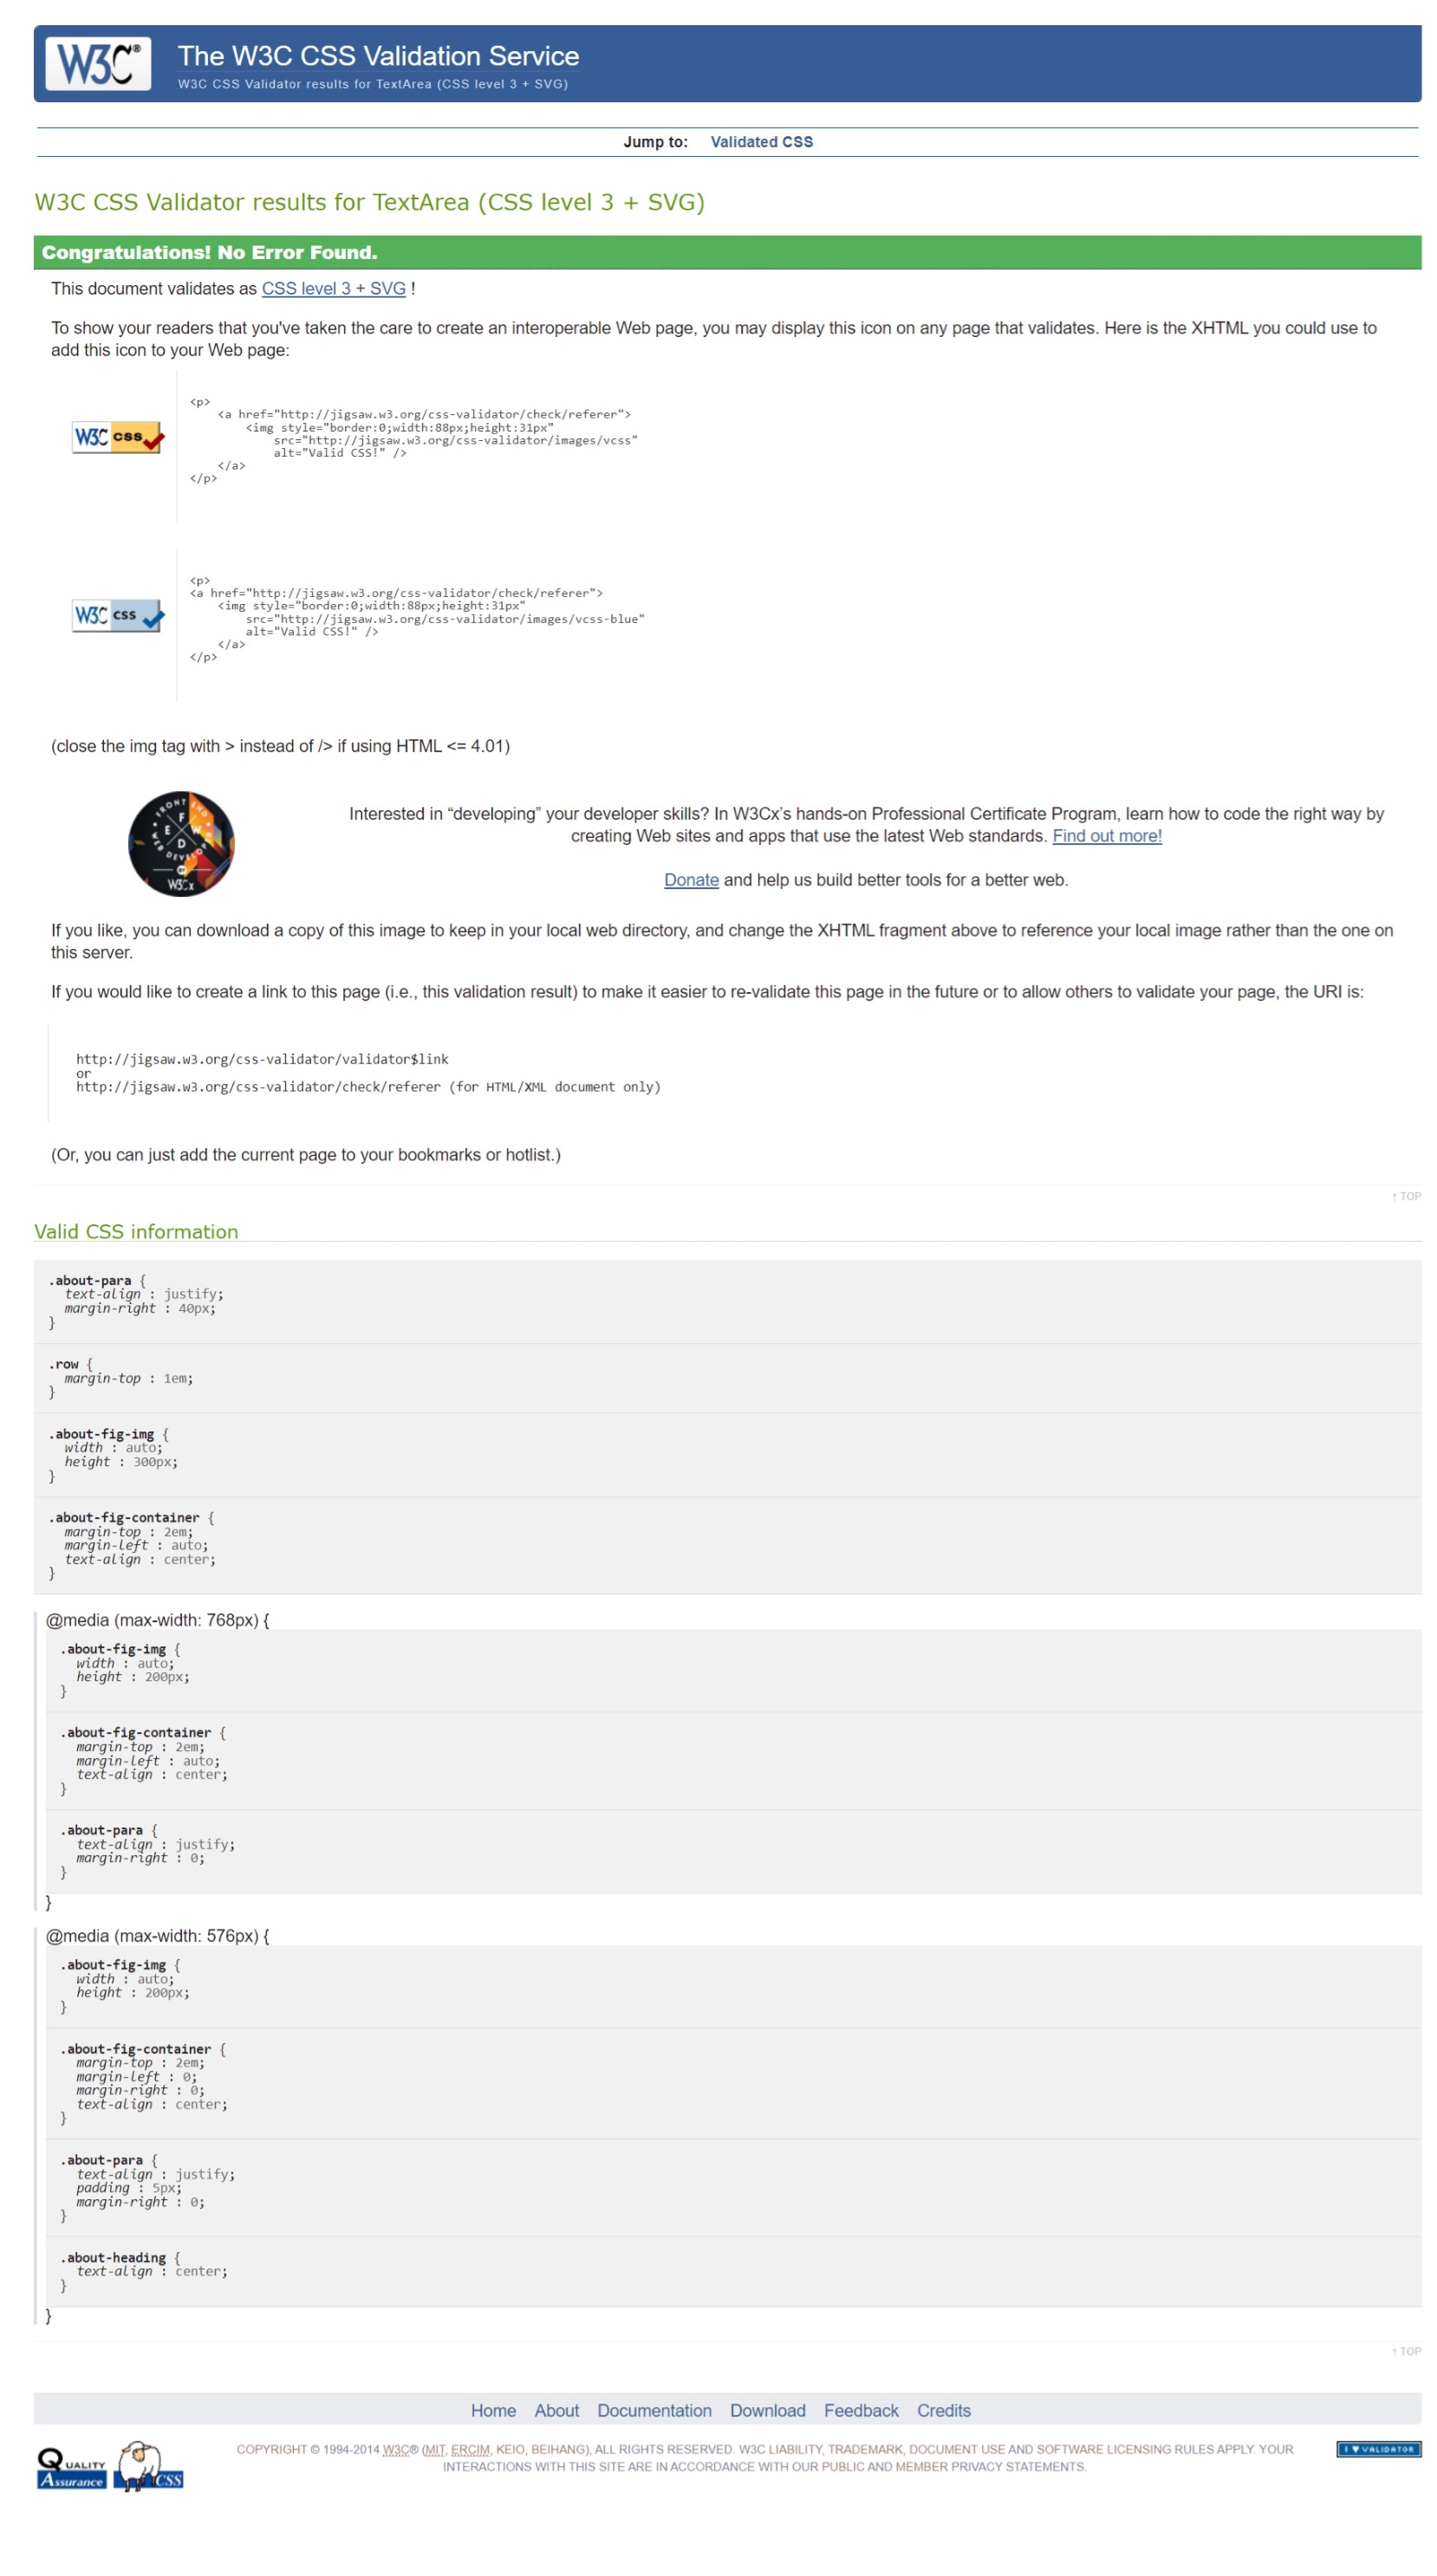 W3C®
The W3C CSS Validation Service
W3C CSS Validator results for TextArea (CSS level 3 + SVG)
Jump to: Validated CSS
W3C CSS Validator results for TextArea (CSS level 3 + SVG)
Congratulations! No Error Found.
This document validates as CSS level 3 + SVG !
To show your readers that you've taken the care to create an interoperable Web page, you may display this icon on any page that validates. Here is the XHTML you could use to
add this icon to your Web page:
W3C css
<p>
    <a href="http://jigsaw.w3.org/css-validator/check/referer">
        <img style="border:0;width:88px;height:31px"
            src="http://jigsaw.w3.org/css-validator/images/vcss"
            alt="Valid CSS!" />
    </a>
</p>
W3C css
<p>
<a href="http://jigsaw.w3.org/css-validator/check/referer">
    <img style="border:0;width:88px;height:31px"
        src="http://jigsaw.w3.org/css-validator/images/vcss-blue"
        alt="Valid CSS!" />
    </a>
</p>
(close the img tag with > instead of /> if using HTML <= 4.01)
FRONT END
F E W D
WEB DEVELOPER
W3Cx
Interested in “developing” your developer skills? In W3Cx’s hands-on Professional Certificate Program, learn how to code the right way by
creating Web sites and apps that use the latest Web standards. Find out more!
Donate and help us build better tools for a better web.
If you like, you can download a copy of this image to keep in your local web directory, and change the XHTML fragment above to reference your local image rather than the one on
this server.
If you would like to create a link to this page (i.e., this validation result) to make it easier to re-validate this page in the future or to allow others to validate your page, the URI is:
http://jigsaw.w3.org/css-validator/validator$link
or
http://jigsaw.w3.org/css-validator/check/referer (for HTML/XML document only)
(Or, you can just add the current page to your bookmarks or hotlist.)
↑ TOP
Valid CSS information
.about-para {
  text-align : justify;
  margin-right : 40px;
}
.row {
  margin-top : 1em;
}
.about-fig-img {
  width : auto;
  height : 300px;
}
.about-fig-container {
  margin-top : 2em;
  margin-left : auto;
  text-align : center;
}
@media (max-width: 768px) {
.about-fig-img {
  width : auto;
  height : 200px;
}
.about-fig-container {
  margin-top : 2em;
  margin-left : auto;
  text-align : center;
}
.about-para {
  text-align : justify;
  margin-right : 0;
}
}
@media (max-width: 576px) {
.about-fig-img {
  width : auto;
  height : 200px;
}
.about-fig-container {
  margin-top : 2em;
  margin-left : 0;
  margin-right : 0;
  text-align : center;
}
.about-para {
  text-align : justify;
  padding : 5px;
  margin-right : 0;
}
.about-heading {
  text-align : center;
}
}
↑ TOP
Home About Documentation Download Feedback Credits
QUALITY
Assurance
CSS
COPYRIGHT © 1994-2014 W3C® (MIT, ERCIM, KEIO, BEIHANG), ALL RIGHTS RESERVED. W3C LIABILITY, TRADEMARK, DOCUMENT USE AND SOFTWARE LICENSING RULES APPLY. YOUR
INTERACTIONS WITH THIS SITE ARE IN ACCORDANCE WITH OUR PUBLIC AND MEMBER PRIVACY STATEMENTS.
I ♥ VALIDATOR